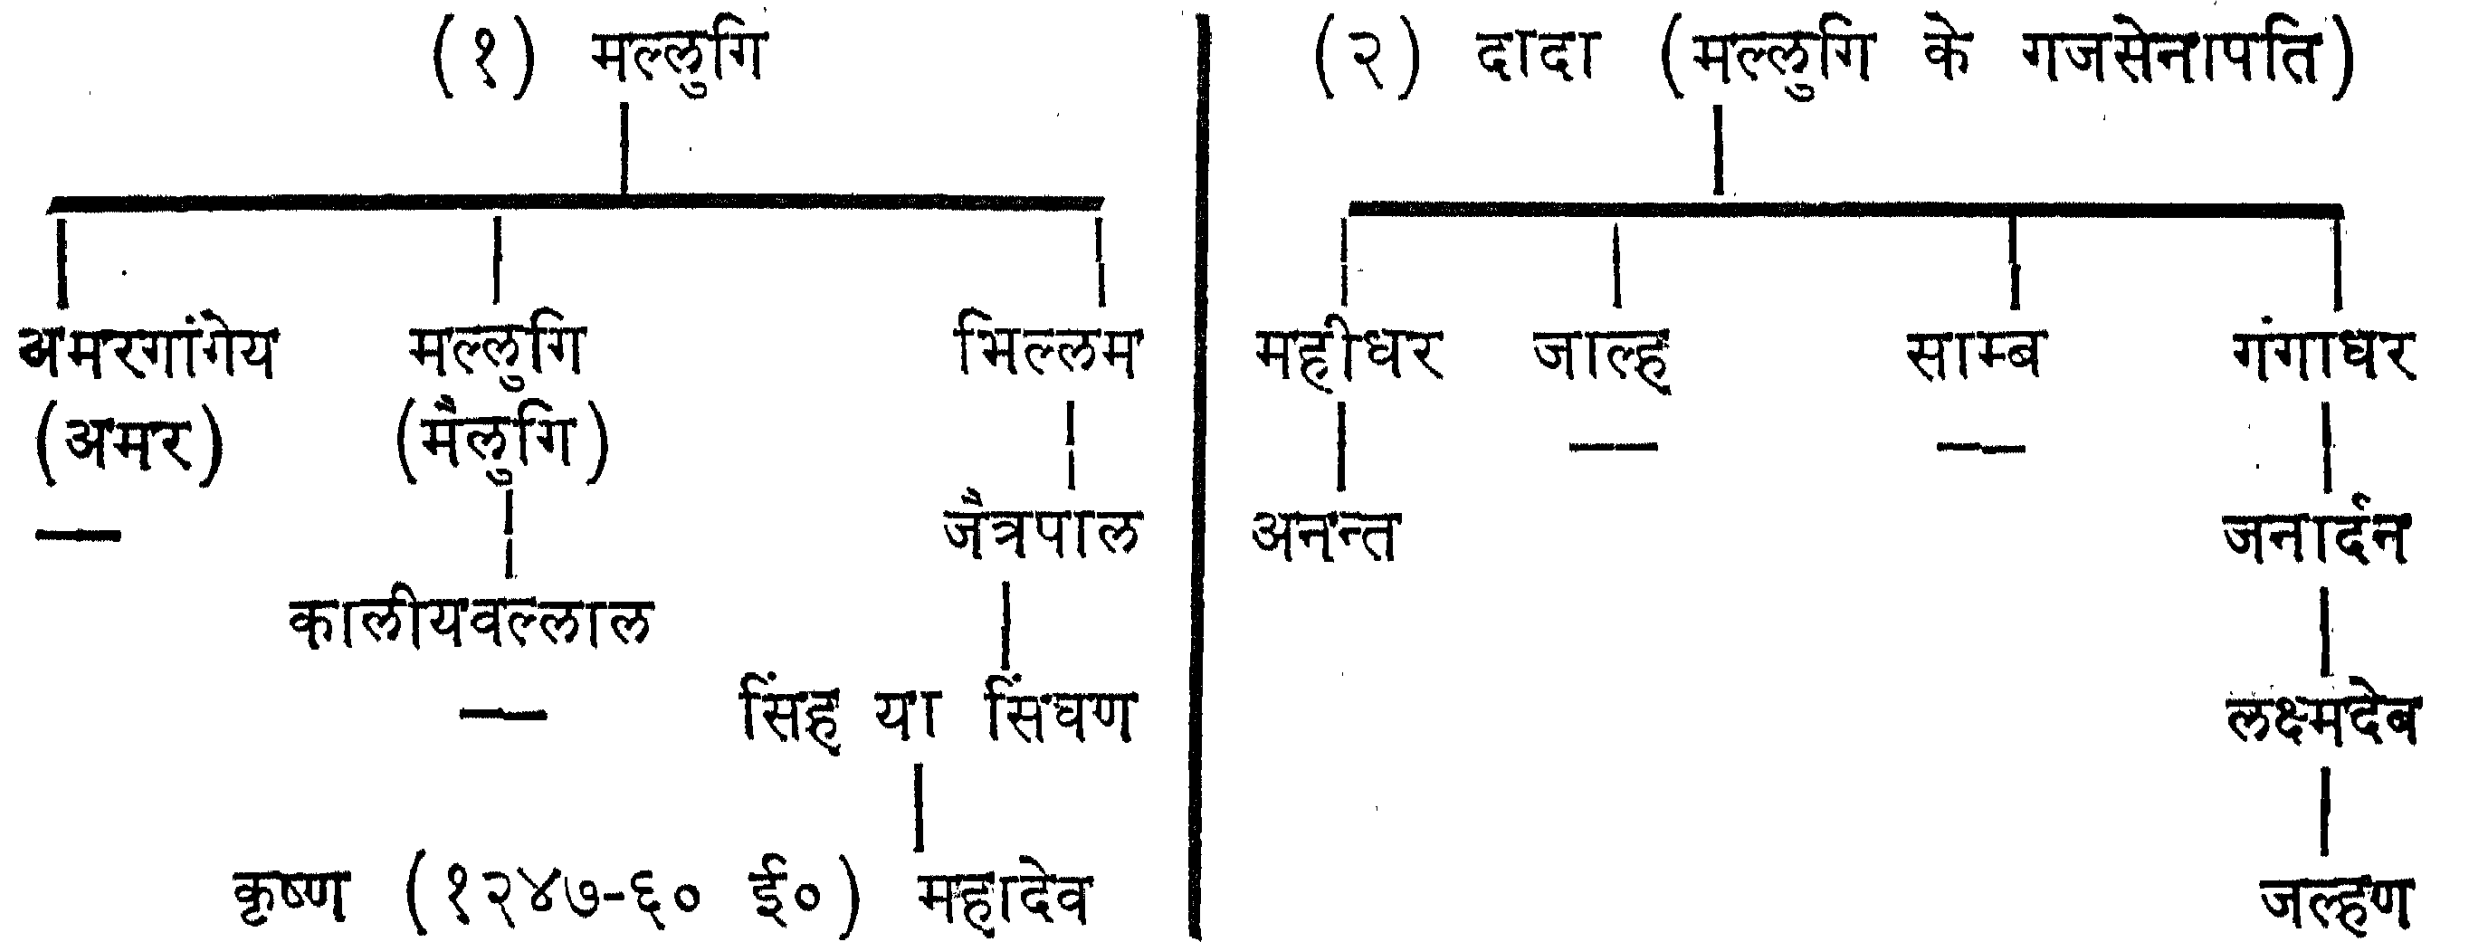 (१) मल्लुगि
अमरगांगेय मल्लुगि भिल्लम
(अमर) (मैलुगि)
—
जैत्रपाल
कालीयवल्लाल
—
सिंह या सिंघण
कृष्ण (१२४७-६० ई०) महादेव
(२) दादा (मल्लुगि के गजसेनापति)
महीधर जाल्ह साम्ब गंगाधर
— —
अनन्त जनार्दन
लक्ष्मदेब
जल्हण